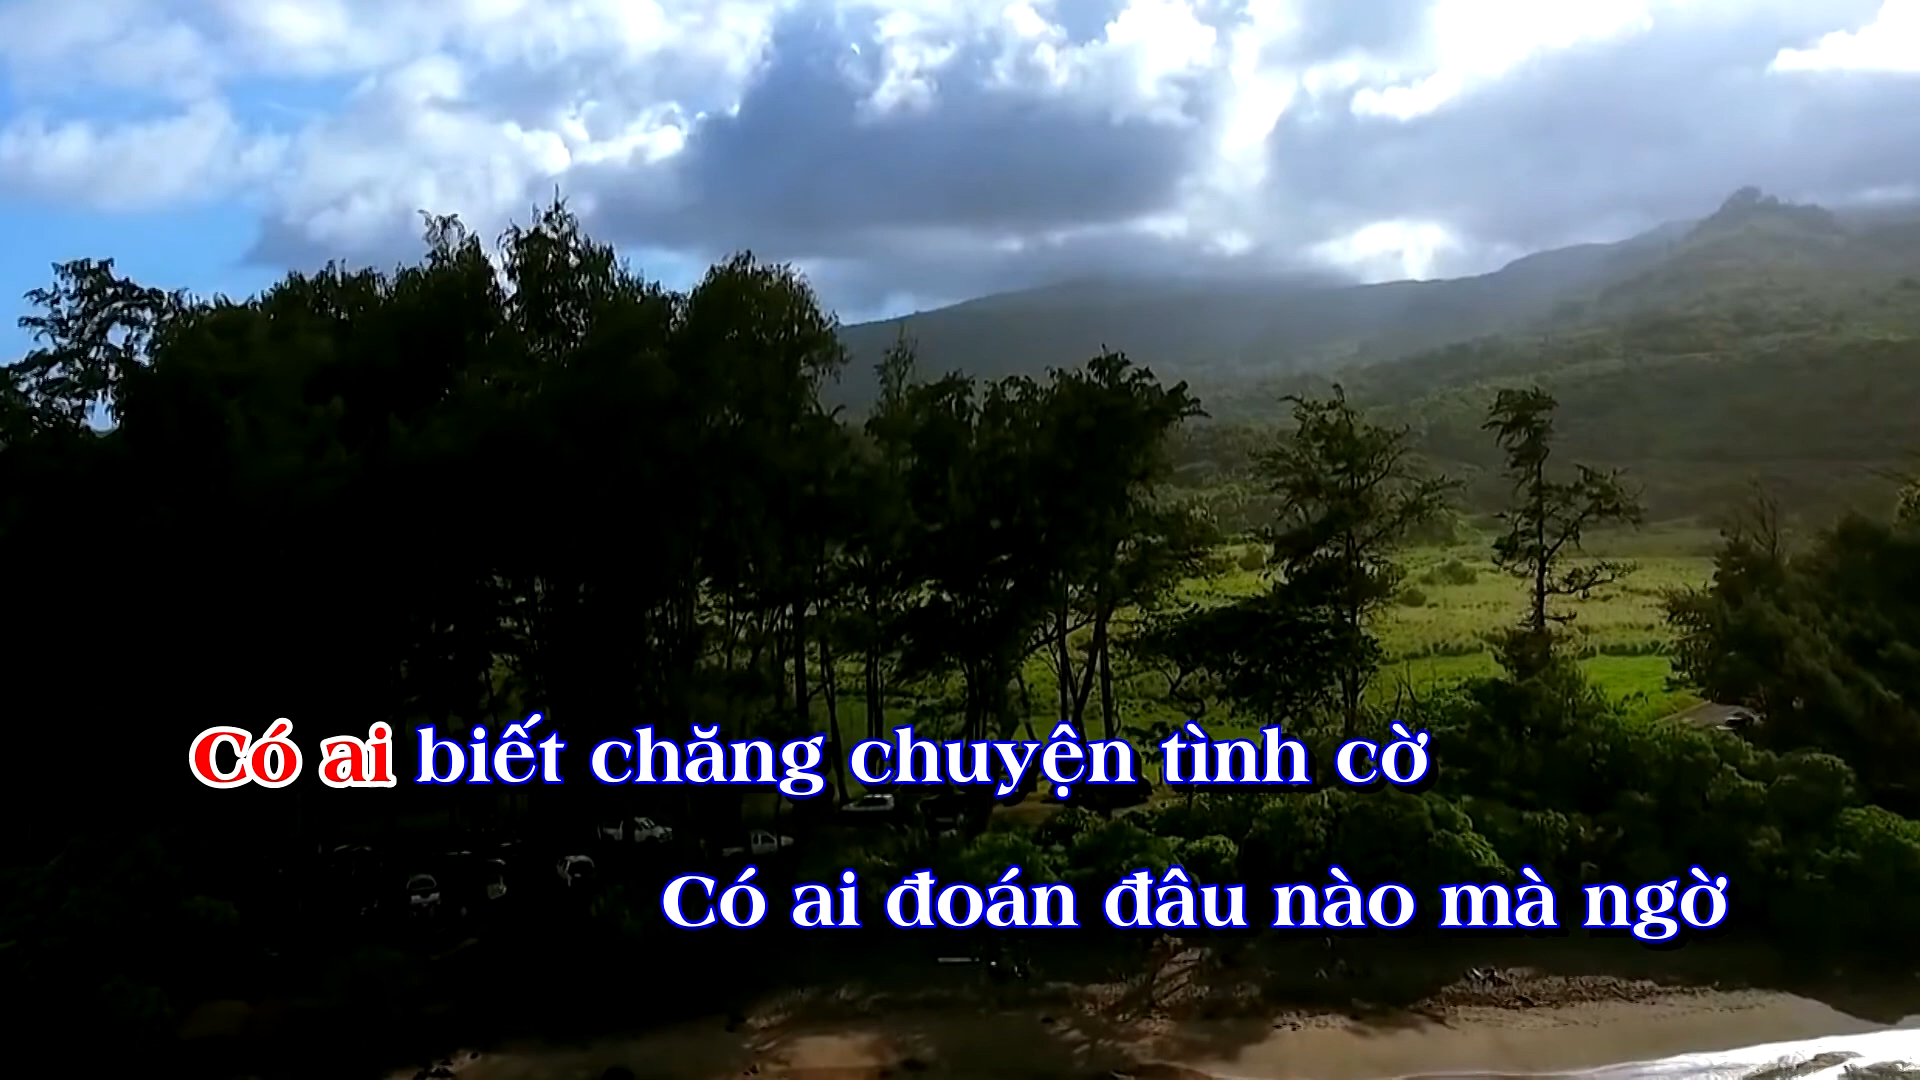 Có ai biết chăng chuyện tình cờ
Có ai đoán đâu nào mà ngờ